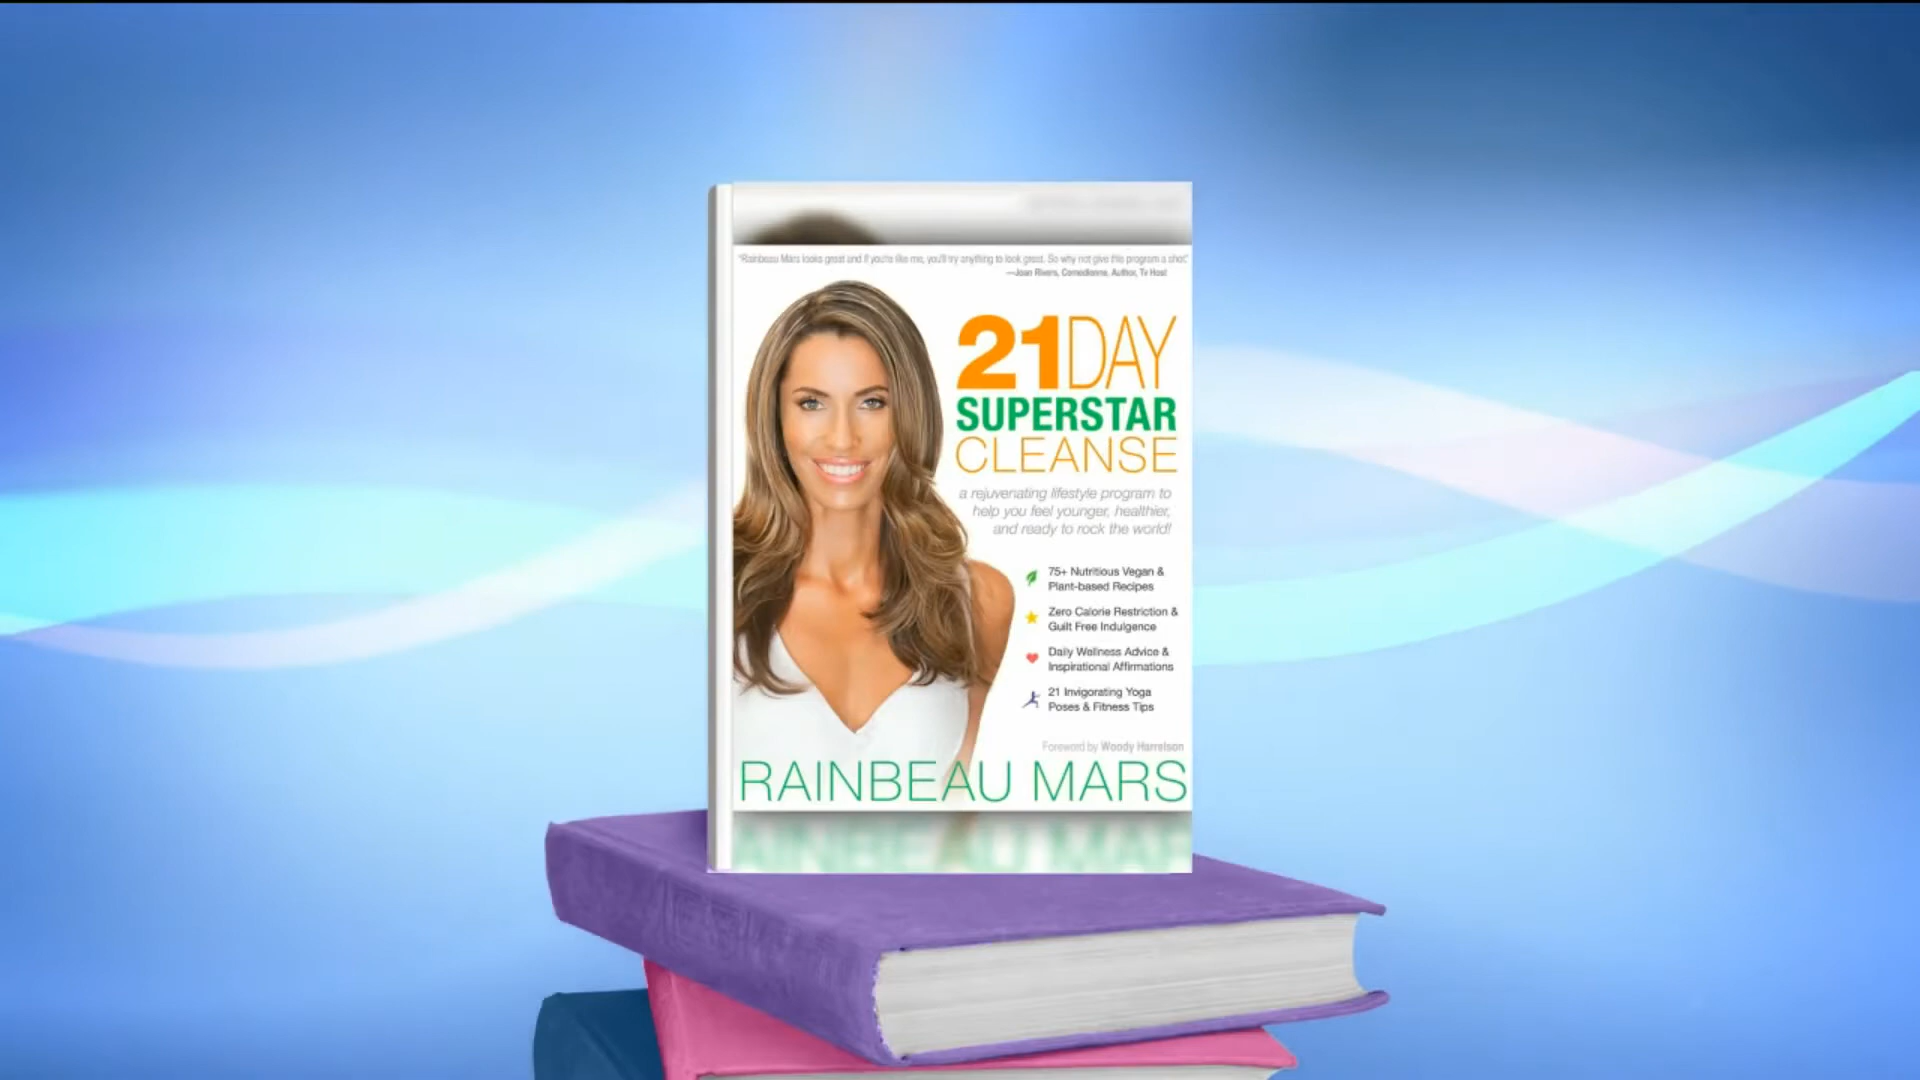 "Rainbeau Mars looks great and if you're like me, you'll try anything to look great. So why not give this program a shot."
—Joan Rivers, Comedienne, Author, Tv Host
21DAY
SUPERSTAR
CLEANSE
a rejuvenating lifestyle program to
help you feel younger, healthier,
and ready to rock the world!
75+ Nutritious Vegan &
Plant-based Recipes
Zero Calorie Restriction &
Guilt Free Indulgence
Daily Wellness Advice &
Inspirational Affirmations
21 Invigorating Yoga
Poses & Fitness Tips
Foreword by Woody Harrelson
RAINBEAU MARS